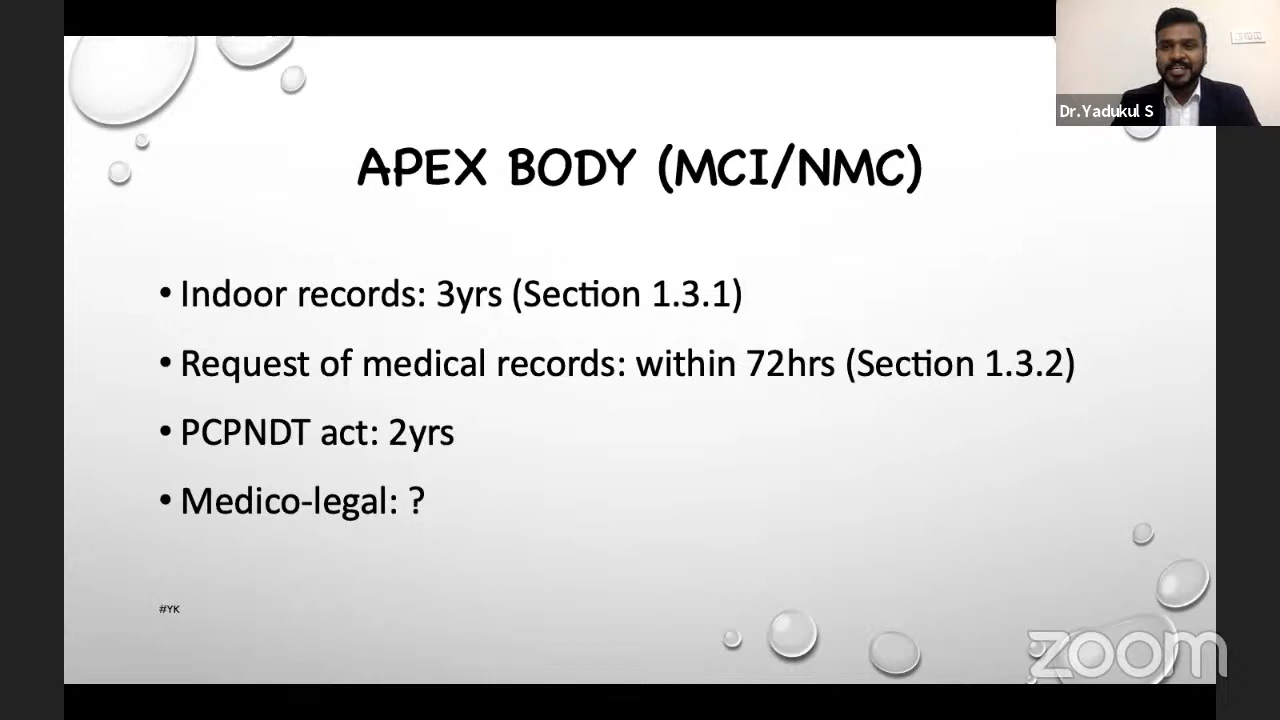 Dr.Yadukul S
APEX BODY (MCI/NMC)
• Indoor records: 3yrs (Section 1.3.1)
• Request of medical records: within 72hrs (Section 1.3.2)
• PCPNDT act: 2yrs
• Medico-legal: ?
#YK
zoom